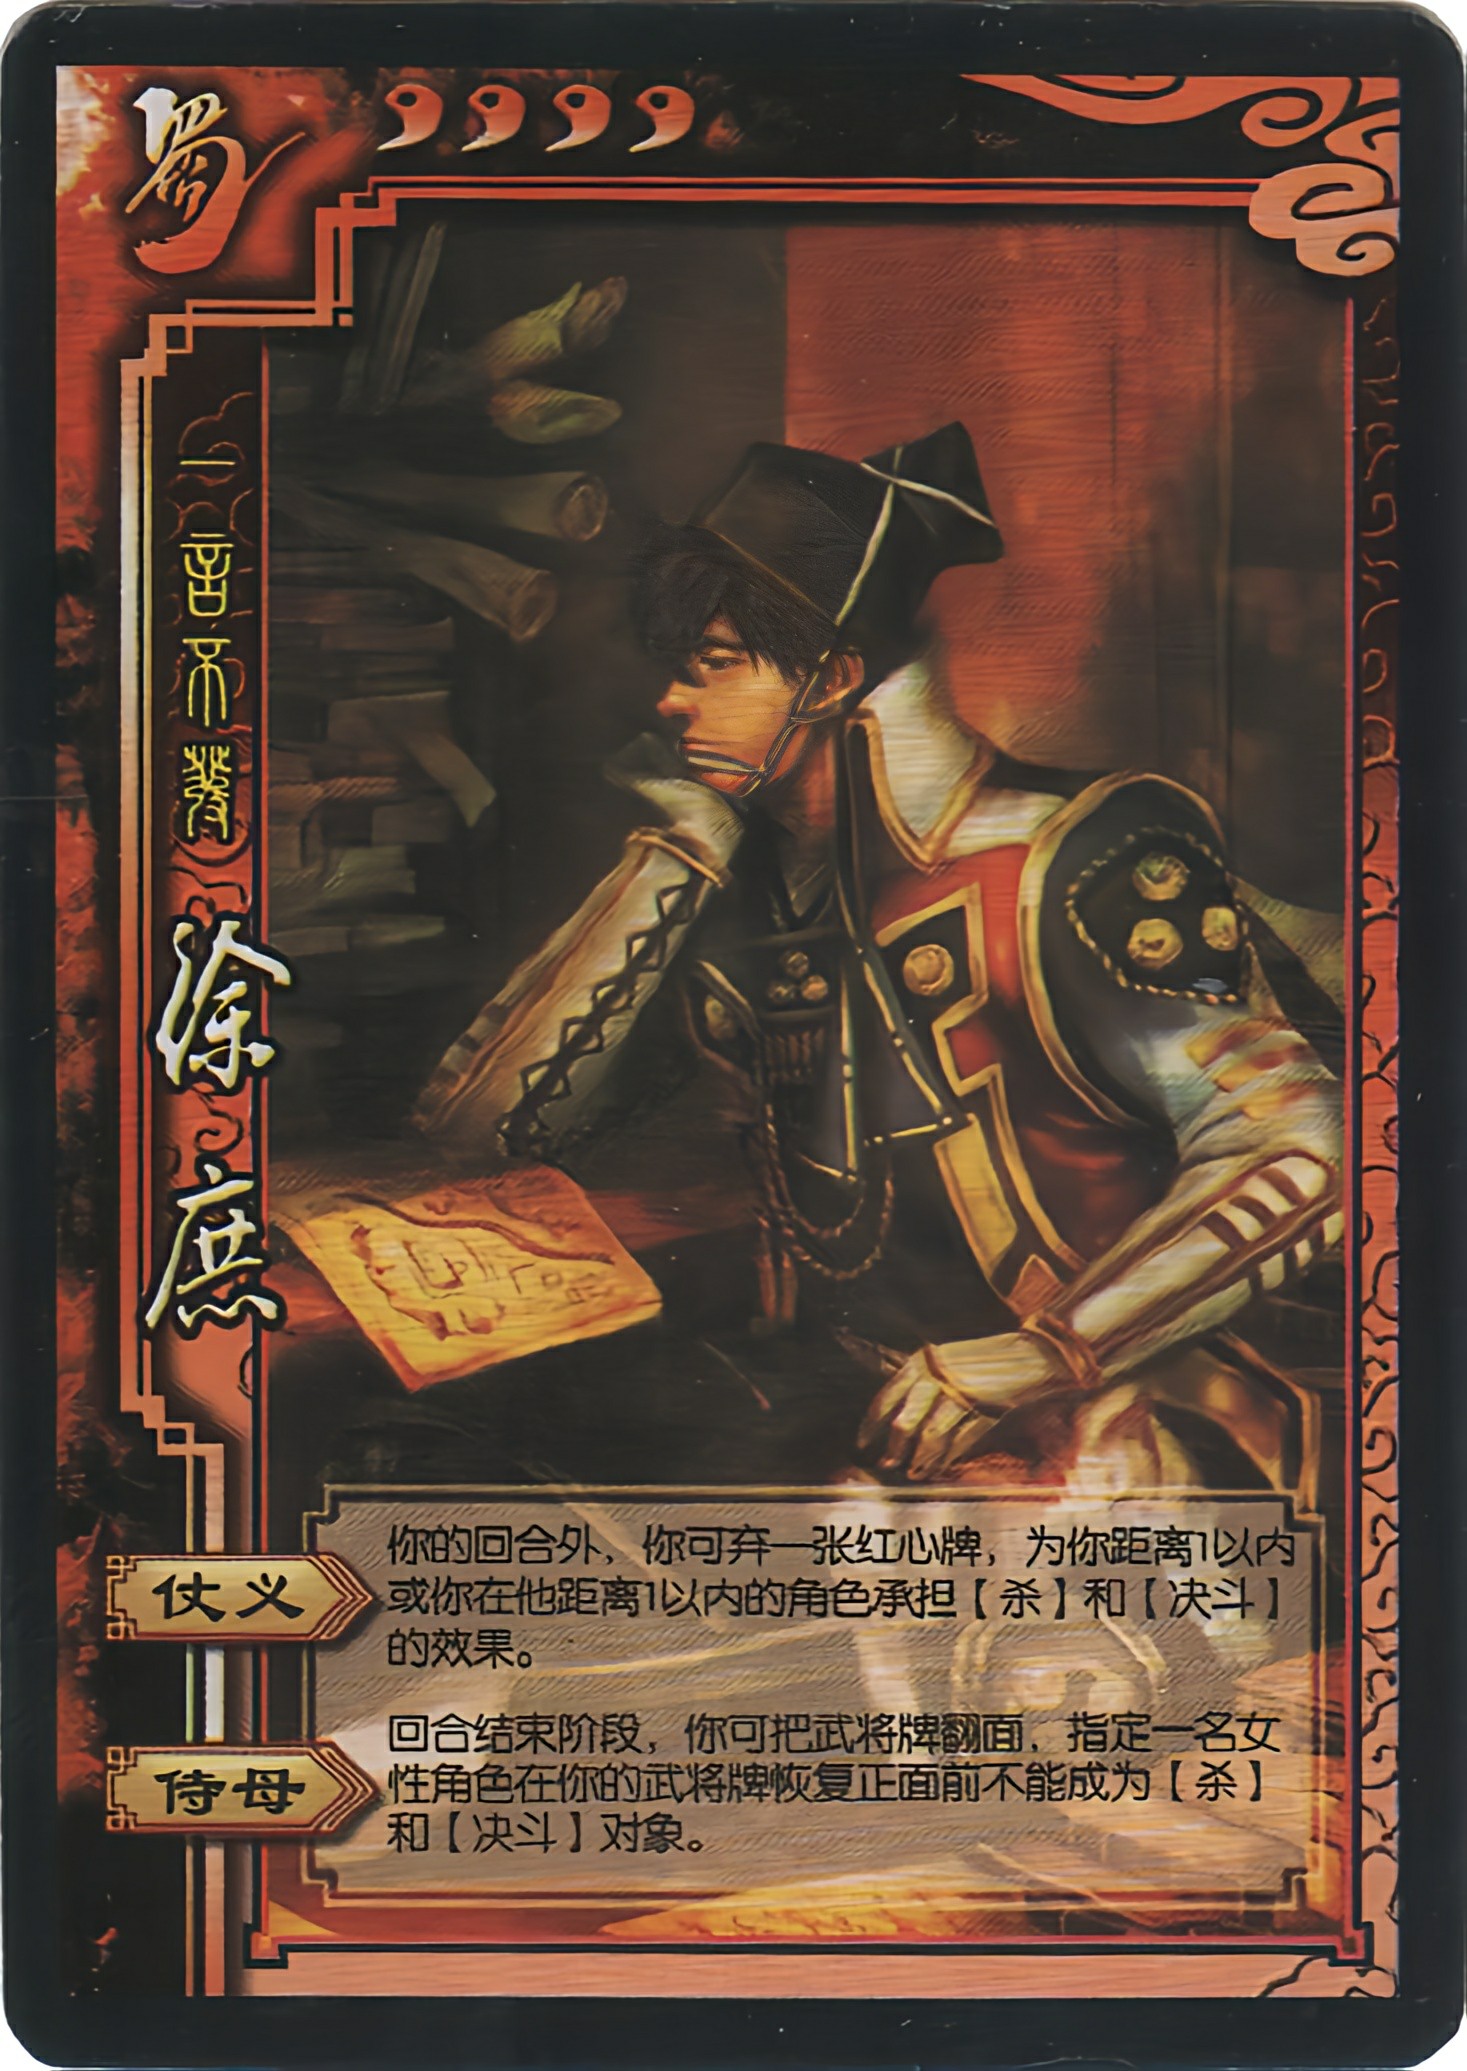 蜀
一言不發
徐庶
仗义
你的回合外，你可弃一张红心牌，为你距离1以内
或你在他距离1以内的角色承担【杀】和【决斗】
的效果。
侍母
回合结束阶段，你可把武将牌翻面，指定一名女
性角色在你的武将牌恢复正面前不能成为【杀】
和【决斗】对象。